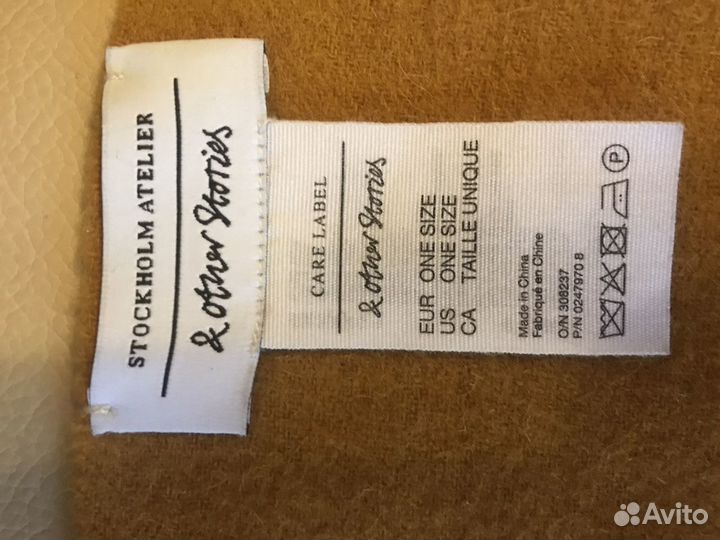 STOCKHOLM ATELIER
& other Stories
CARE LABEL
& other Stories
EUR ONE SIZE
US ONE SIZE
CA TAILLE UNIQUE
Made in China
Fabriqué en Chine
O/N 308237
P/N 0247970 8
P
Avito